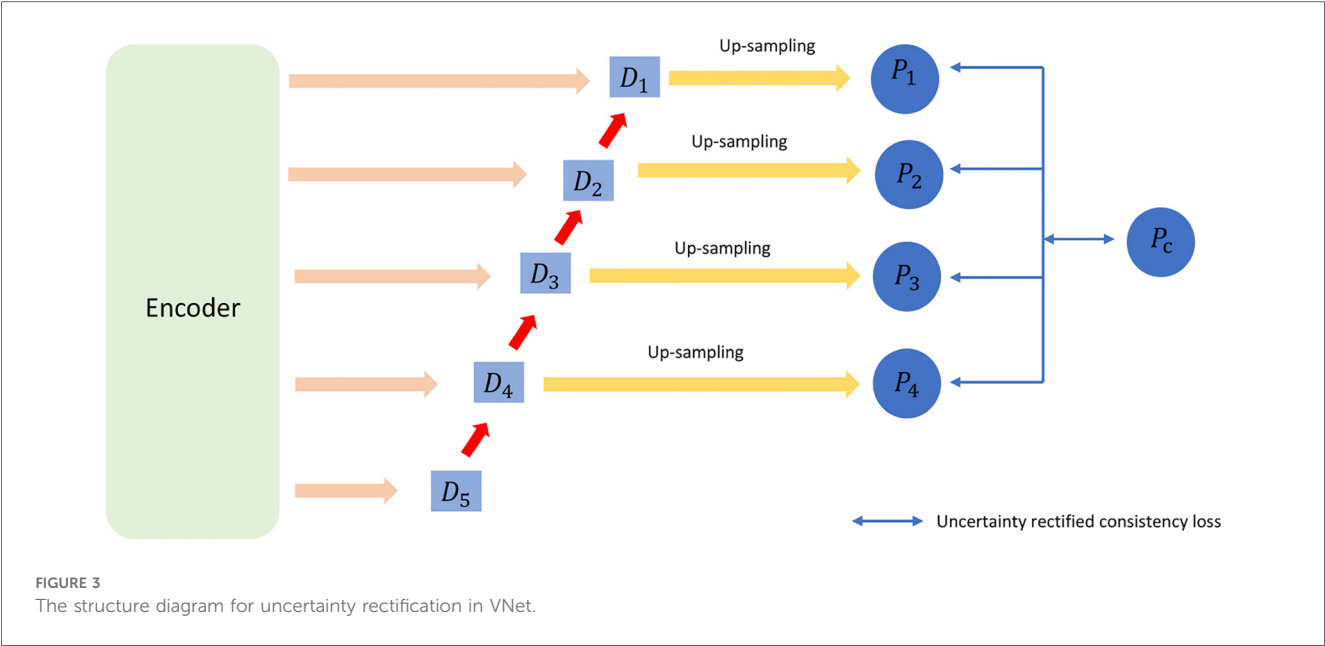 Up-sampling
D1
P1
Up-sampling
D2
P2
Pc
Up-sampling
D3
P3
Encoder
Up-sampling
D4
P4
D5
Uncertainty rectified consistency loss
FIGURE 3
The structure diagram for uncertainty rectification in VNet.